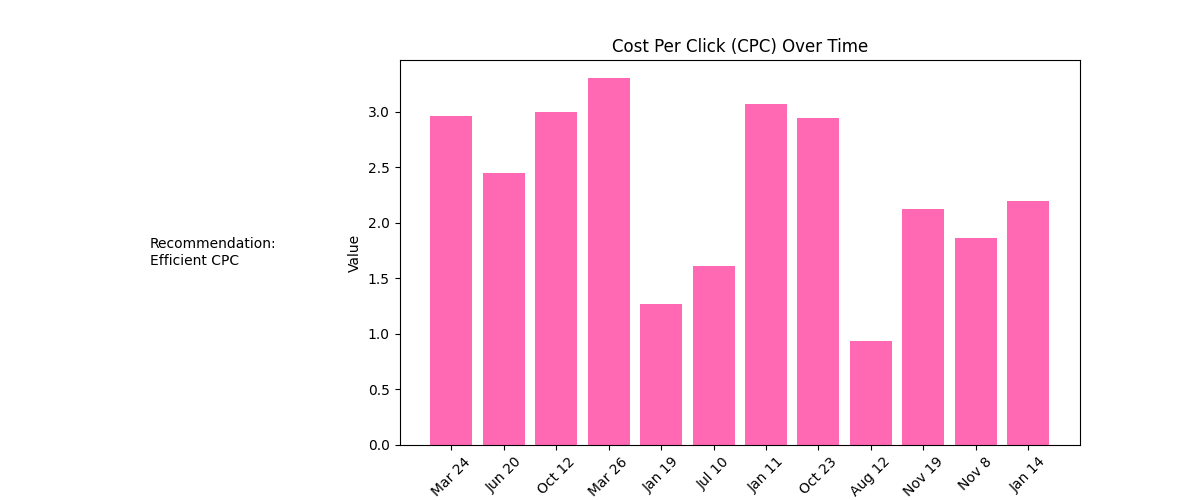 Cost Per Click (CPC) Over Time
Recommendation:
Efficient CPC
Value
3.0
2.5
2.0
1.5
1.0
0.5
0.0
Mar 24
Jun 20
Oct 12
Mar 26
Jan 19
Jul 10
Jan 11
Oct 23
Aug 12
Nov 19
Nov 8
Jan 14